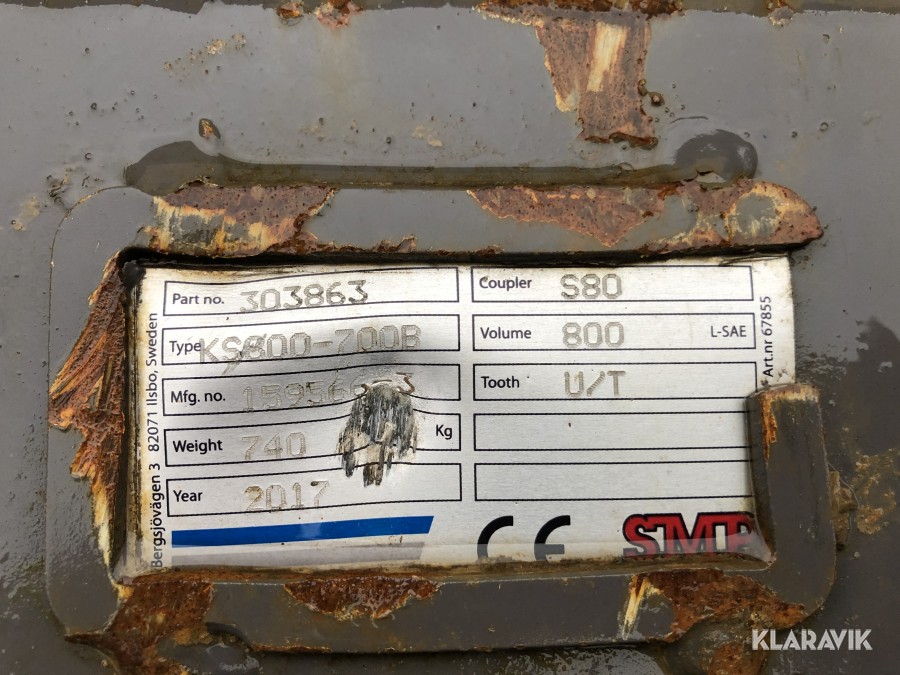 Part no. 303863
Type KS800-700B
Mfg. no.
Weight 740 Kg
Year 2017
Coupler S80
Volume 800 L-SAE
Tooth U/T
CE SMP
Bergsjövägen 3 82071 Ilsbo, Sweden
Art.nr 67855
KLARAVIK